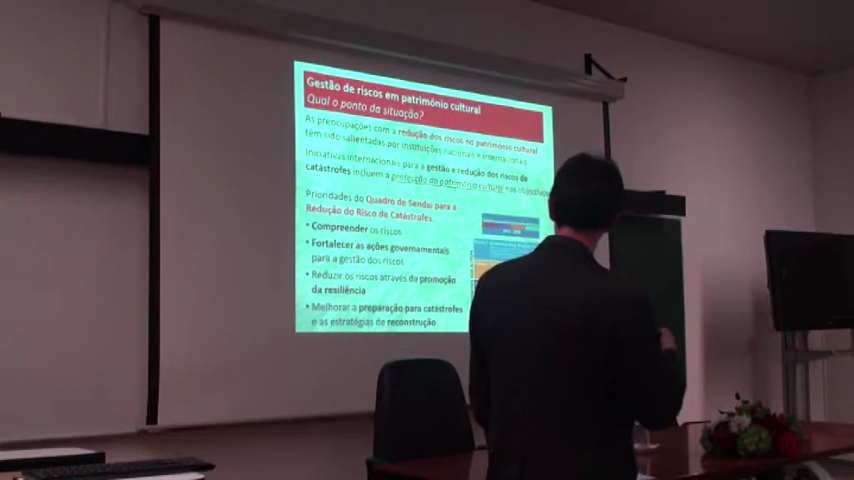 Gestão de riscos em património cultural
Qual o ponto da situação?
As preocupações com a redução dos riscos no património cultural
têm sido salientadas por instituições nacionais e internacionais
Iniciativas internacionais para a gestão e redução dos riscos de
catástrofes incluem a protecção do património cultural nos objectivos
Prioridades do Quadro de Sendai para a
Redução do Risco de Catástrofes:
• Compreender os riscos
• Fortalecer as ações governamentais
para a gestão dos riscos
• Reduzir os riscos através da promoção
da resiliência
• Melhorar a preparação para catástrofes
e as estratégias de reconstrução